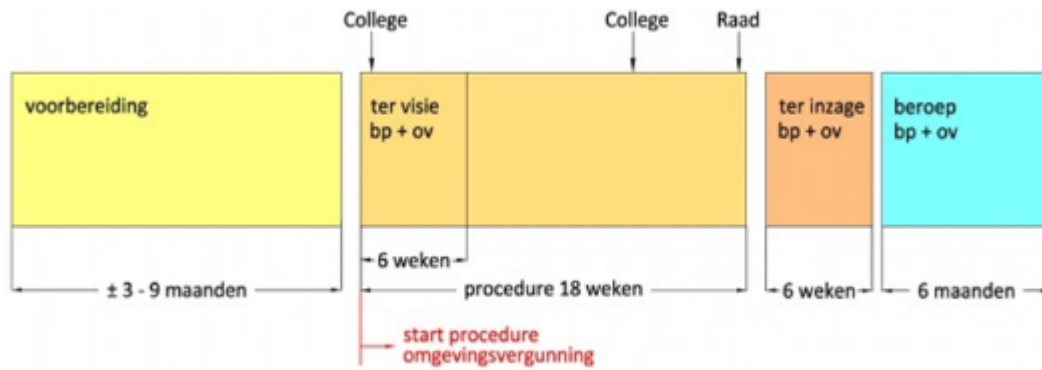 College
College
Raad
voorbereiding
ter visie
bp + ov
ter inzage
bp + ov
beroep
bp + ov
6 weken
± 3 - 9 maanden
procedure 18 weken
6 weken
6 maanden
start procedure
omgevingsvergunning